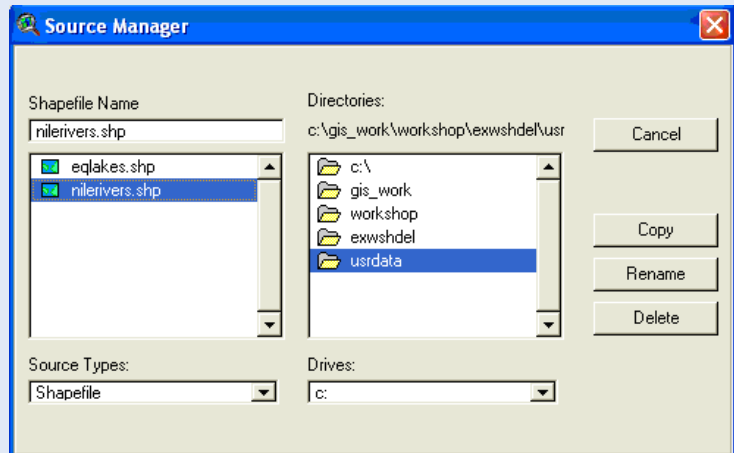 Source Manager
Shapefile Name
nilerivers.shp
eqlakes.shp
nilerivers.shp
Source Types:
Shapefile
Directories:
c:\gis_work\workshop\exwshdel\usr
c:\
gis_work
workshop
exwshdel
usrdata
Drives:
c:
Cancel
Copy
Rename
Delete